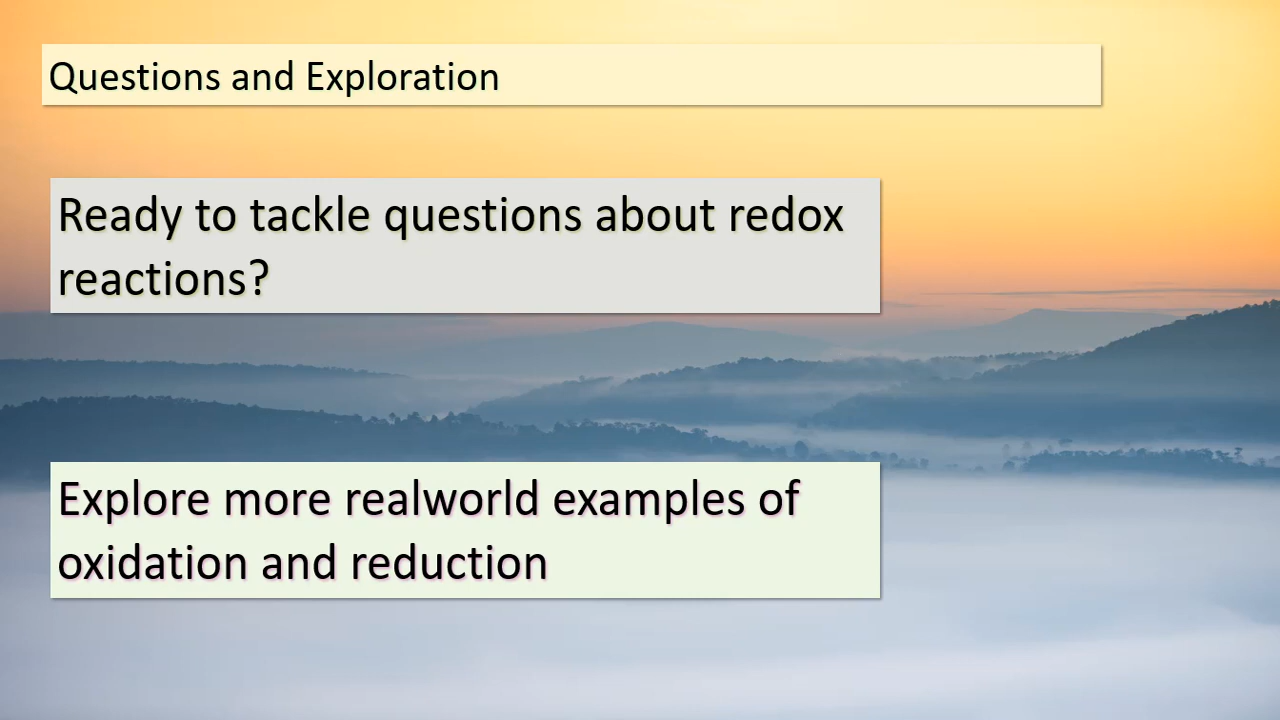 Questions and Exploration
Ready to tackle questions about redox
reactions?
Explore more realworld examples of
oxidation and reduction